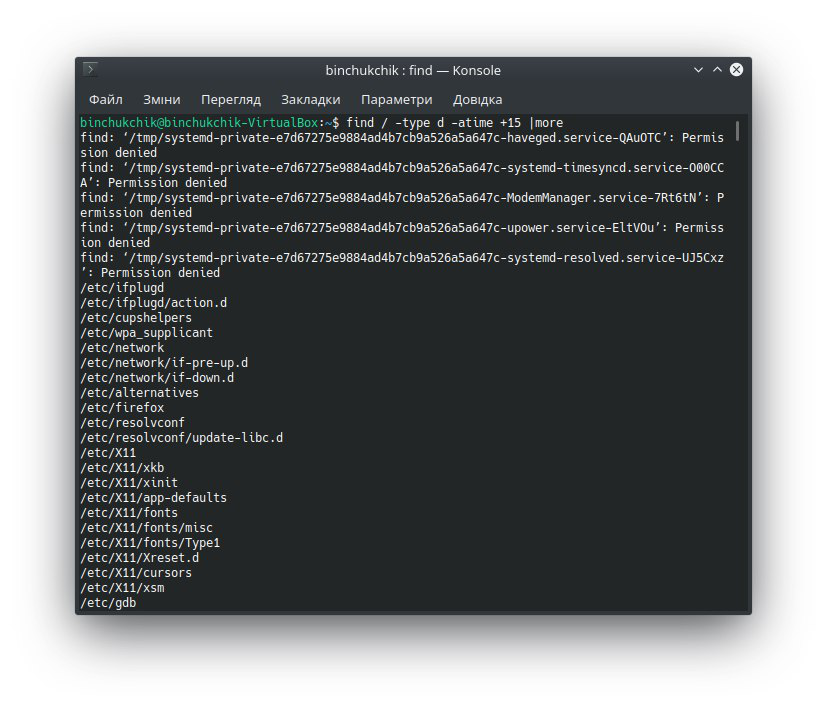 binchukchik : find — Konsole
Файл Зміни Перегляд Закладки Параметри Довідка
binchukchik@binchukchik-VirtualBox:~$ find / -type d -atime +15 |more
find: ‘/tmp/systemd-private-e7d67275e9884ad4b7cb9a526a5a647c-haveged.service-QAuOTC’: Permis
sion denied
find: ‘/tmp/systemd-private-e7d67275e9884ad4b7cb9a526a5a647c-systemd-timesyncd.service-O00CC
A’: Permission denied
find: ‘/tmp/systemd-private-e7d67275e9884ad4b7cb9a526a5a647c-ModemManager.service-7Rt6tN’: P
ermission denied
find: ‘/tmp/systemd-private-e7d67275e9884ad4b7cb9a526a5a647c-upower.service-EltVOu’: Permiss
ion denied
find: ‘/tmp/systemd-private-e7d67275e9884ad4b7cb9a526a5a647c-systemd-resolved.service-UJ5Cxz
’: Permission denied
/etc/ifplugd
/etc/ifplugd/action.d
/etc/cupshelpers
/etc/wpa_supplicant
/etc/network
/etc/network/if-pre-up.d
/etc/network/if-down.d
/etc/alternatives
/etc/firefox
/etc/resolvconf
/etc/resolvconf/update-libc.d
/etc/X11
/etc/X11/xkb
/etc/X11/xinit
/etc/X11/app-defaults
/etc/X11/fonts
/etc/X11/fonts/misc
/etc/X11/fonts/Type1
/etc/X11/Xreset.d
/etc/X11/cursors
/etc/X11/xsm
/etc/gdb